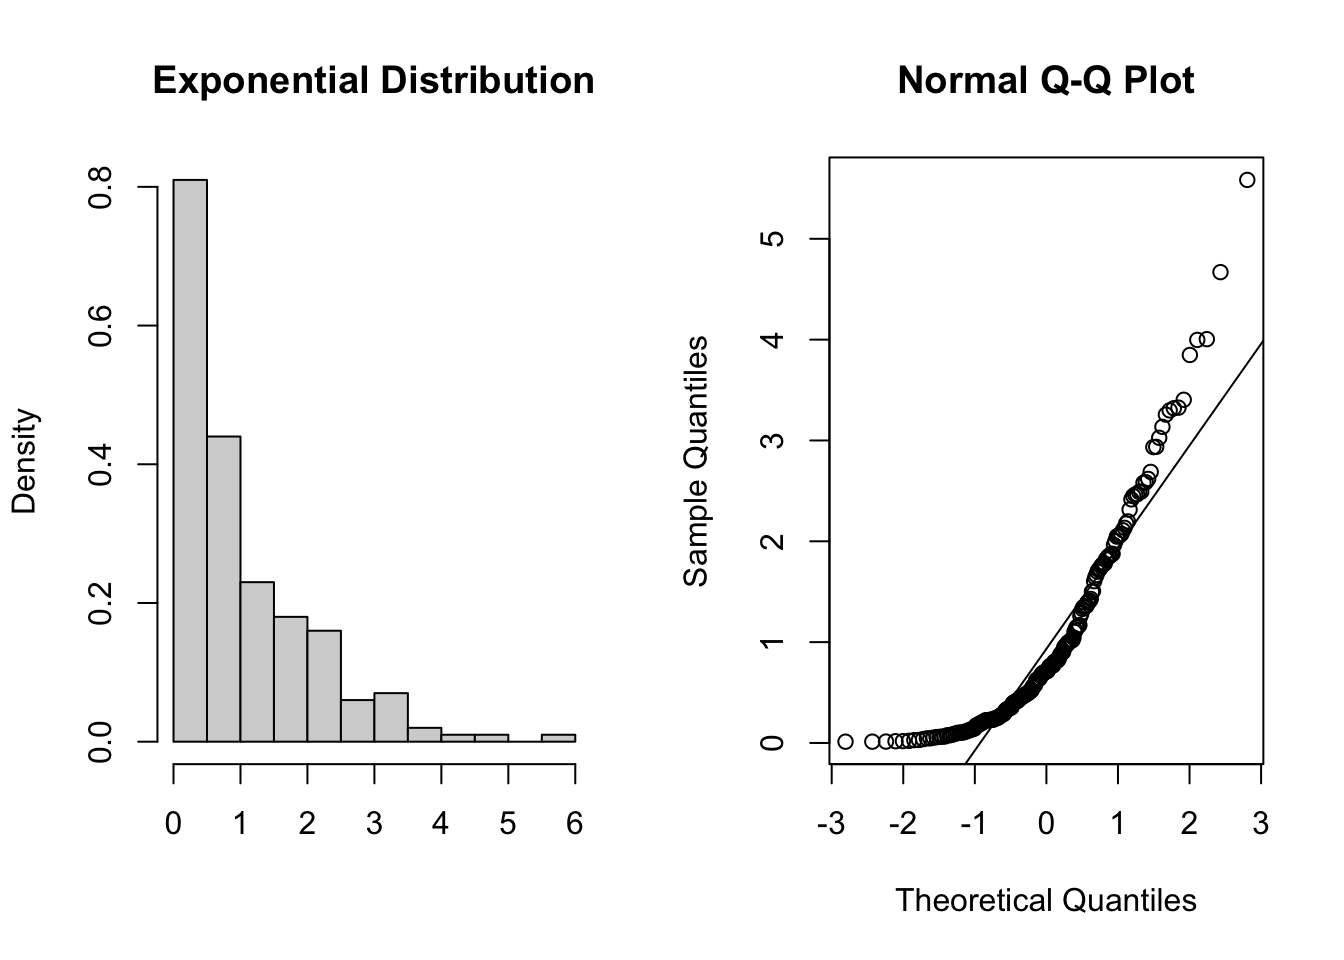 Exponential Distribution
Density
0.0
0.2
0.4
0.6
0.8
0 1 2 3 4 5 6
Normal Q-Q Plot
Sample Quantiles
0
1
2
3
4
5
-3 -2 -1 0 1 2 3
Theoretical Quantiles